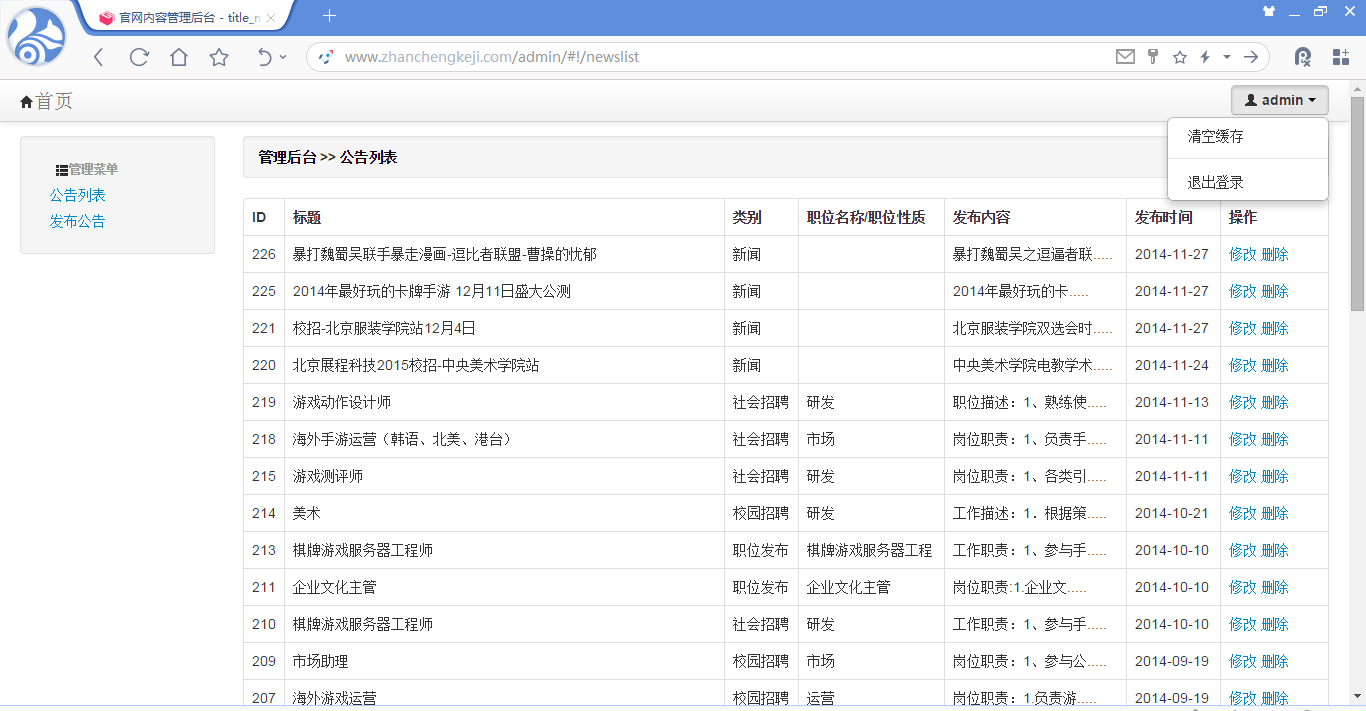 官网内容管理后台 - title_n
www.zhanchengkeji.com/admin/#!/newslist
首页
admin
清空缓存
退出登录
管理菜单
公告列表
发布公告
管理后台 >> 公告列表
ID 标题 类别 职位名称/职位性质 发布内容 发布时间 操作
226 暴打魏蜀吴联手暴走漫画-逗比者联盟-曹操的忧郁 新闻 暴打魏蜀吴之逗逼者联..... 2014-11-27 修改 删除
225 2014年最好玩的卡牌手游 12月11日盛大公测 新闻 2014年最好玩的卡..... 2014-11-27 修改 删除
221 校招-北京服装学院站12月4日 新闻 北京服装学院双选会时..... 2014-11-27 修改 删除
220 北京展程科技2015校招-中央美术学院站 新闻 中央美术学院电教学术..... 2014-11-24 修改 删除
219 游戏动作设计师 社会招聘 研发 职位描述：1、熟练使..... 2014-11-13 修改 删除
218 海外手游运营（韩语、北美、港台） 社会招聘 市场 岗位职责：1、负责手..... 2014-11-11 修改 删除
215 游戏测评师 社会招聘 研发 岗位职责：1、各类引..... 2014-11-11 修改 删除
214 美术 校园招聘 研发 工作描述：1．根据策..... 2014-10-21 修改 删除
213 棋牌游戏服务器工程师 职位发布 棋牌游戏服务器工程 工作职责：1、参与手..... 2014-10-10 修改 删除
211 企业文化主管 职位发布 企业文化主管 岗位职责:1.企业文..... 2014-10-10 修改 删除
210 棋牌游戏服务器工程师 社会招聘 研发 工作职责：1、参与手..... 2014-10-10 修改 删除
209 市场助理 校园招聘 市场 岗位职责：1、参与公..... 2014-09-19 修改 删除
207 海外游戏运营 校园招聘 运营 岗位职责：1.负责游..... 2014-09-19 修改 删除